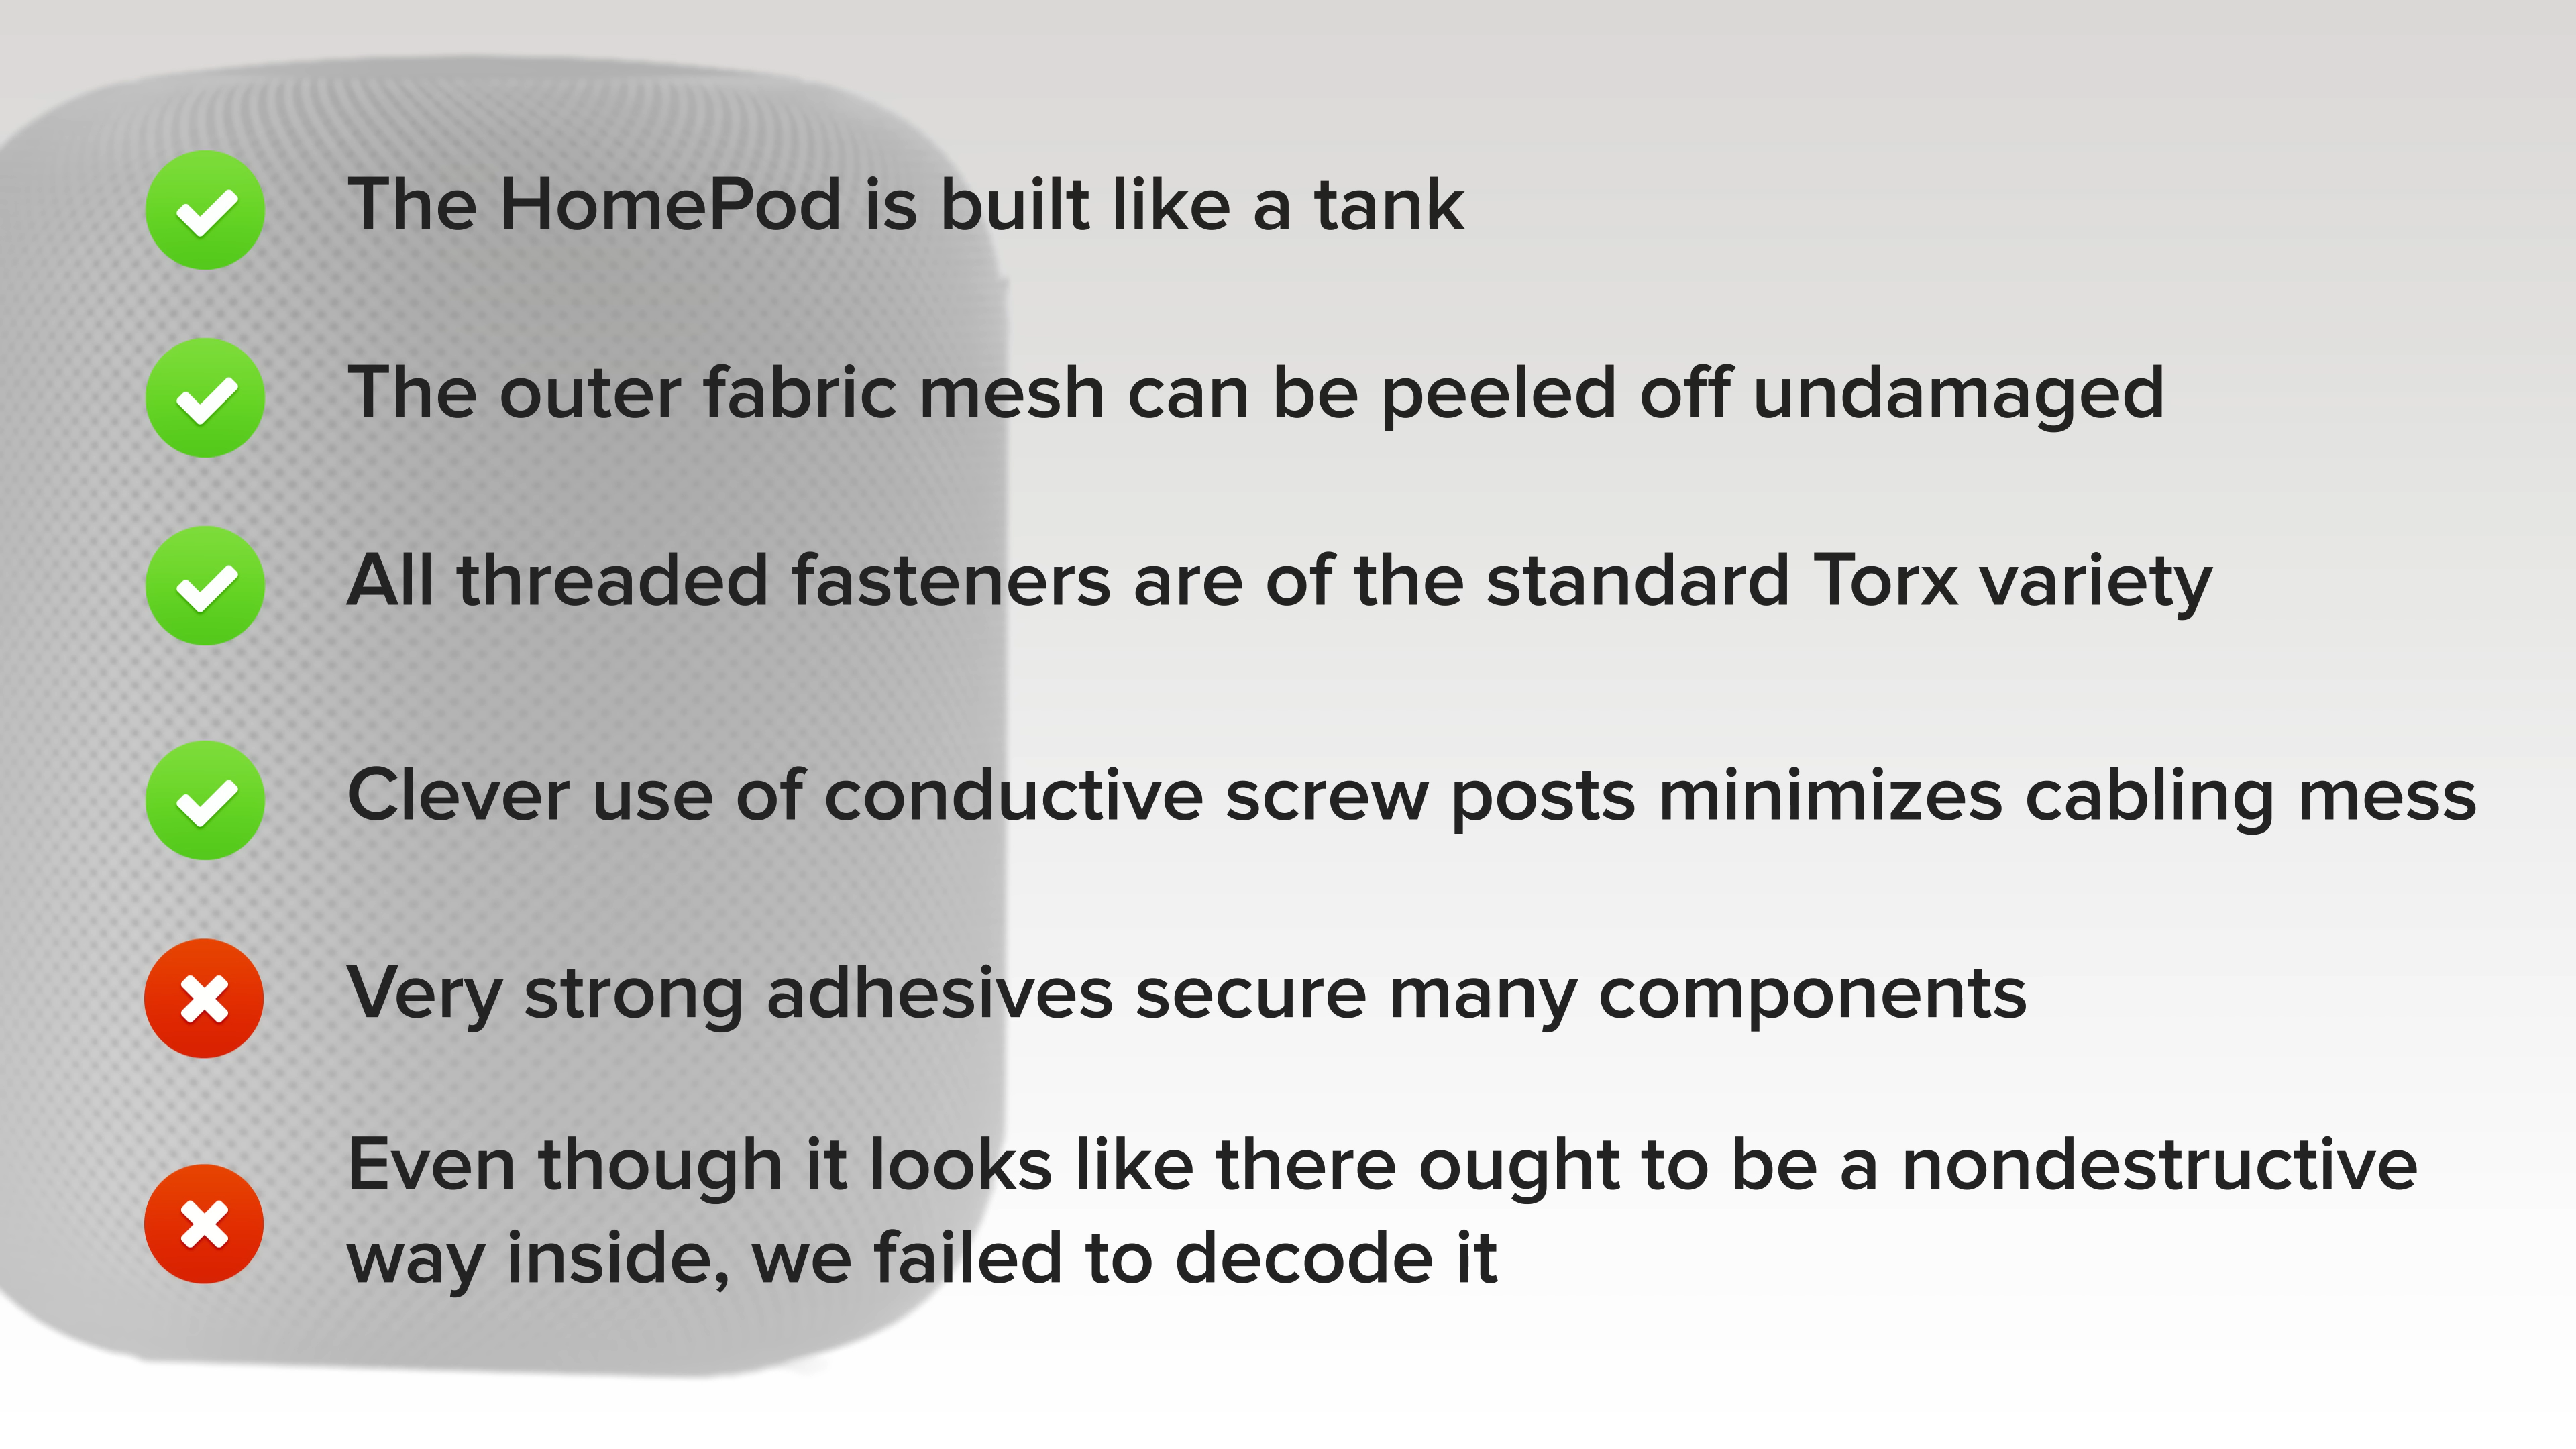 The HomePod is built like a tank
The outer fabric mesh can be peeled off undamaged
All threaded fasteners are of the standard Torx variety
Clever use of conductive screw posts minimizes cabling mess
Very strong adhesives secure many components
Even though it looks like there ought to be a nondestructive
way inside, we failed to decode it